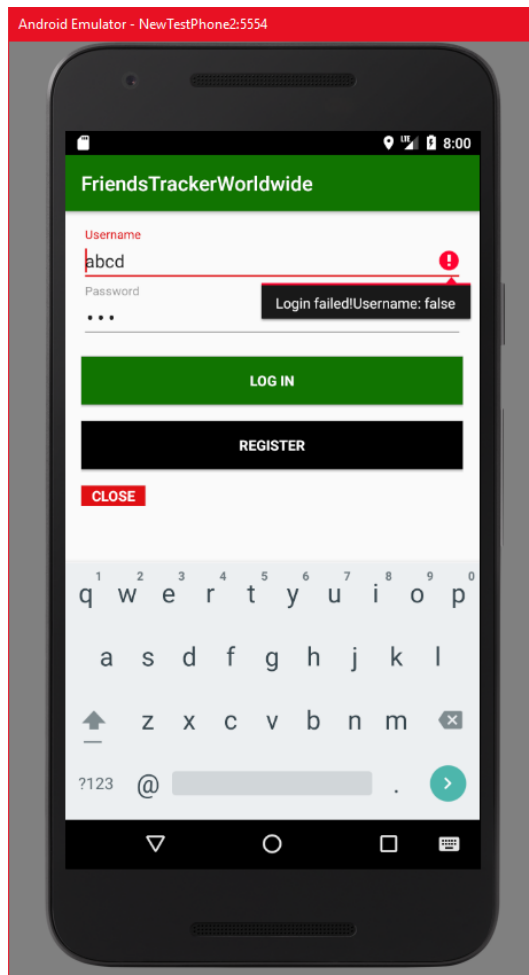 Android Emulator - NewTestPhone2:5554
LTE 8:00
FriendsTrackerWorldwide
Username
abcd
Password
Login failed!Username: false
LOG IN
REGISTER
CLOSE
1 2 3 4 5 6 7 8 9 0
q w e r t y u i o p
a s d f g h j k l
z x c v b n m
?123 @ .